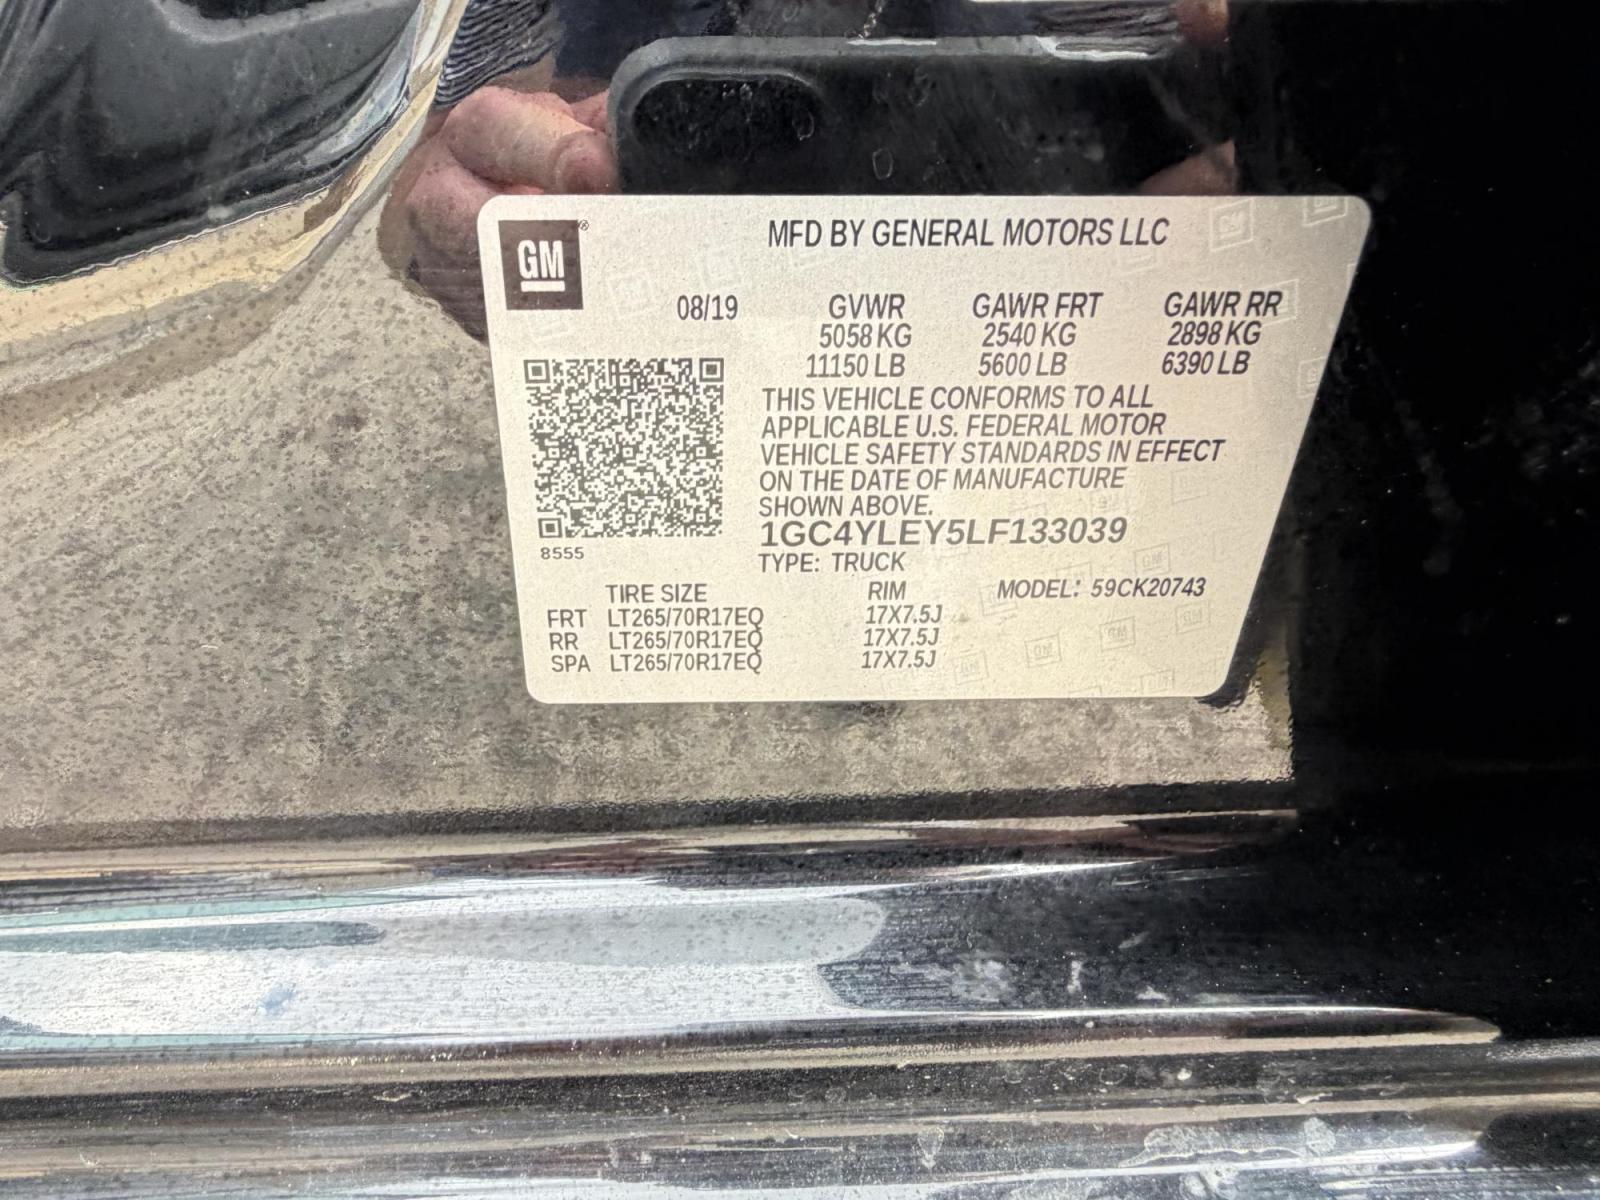 GM®
MFD BY GENERAL MOTORS LLC
08/19 GVWR GAWR FRT GAWR RR
5058 KG 2540 KG 2898 KG
11150 LB 5600 LB 6390 LB
THIS VEHICLE CONFORMS TO ALL
APPLICABLE U.S. FEDERAL MOTOR
VEHICLE SAFETY STANDARDS IN EFFECT
ON THE DATE OF MANUFACTURE
SHOWN ABOVE.
1GC4YLEY5LF133039
8555
TYPE: TRUCK
TIRE SIZE RIM MODEL: 59CK20743
FRT LT265/70R17EQ 17X7.5J
RR LT265/70R17EQ 17X7.5J
SPA LT265/70R17EQ 17X7.5J